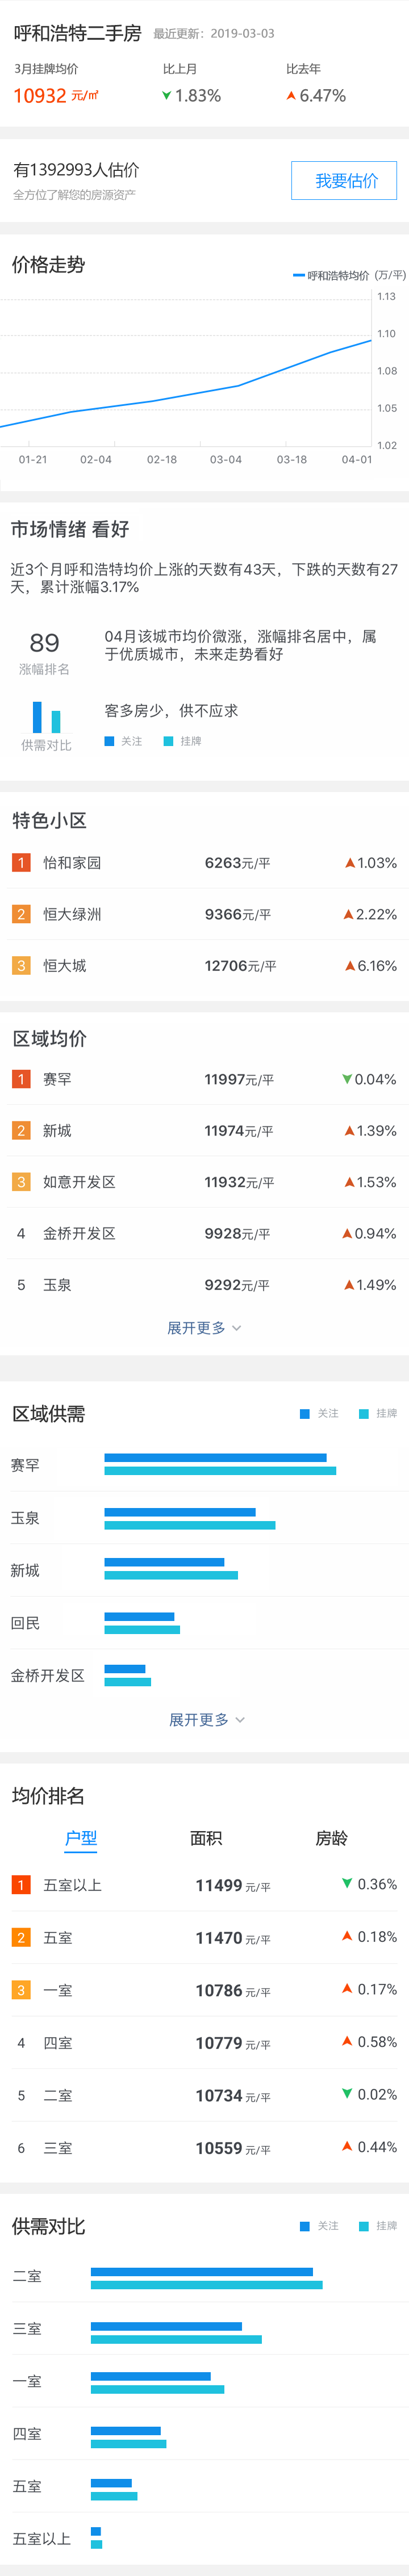 呼和浩特二手房 最近更新：2019-03-03
3月挂牌均价 比上月 比去年
10932 元/㎡ 1.83% 6.47%
有1392993人估价
全方位了解您的房源资产
我要估价
价格走势
呼和浩特均价 (万/平)
1.13
1.10
1.08
1.05
1.02
01-21 02-04 02-18 03-04 03-18 04-01
市场情绪 看好
近3个月呼和浩特均价上涨的天数有43天，下跌的天数有27
天，累计涨幅3.17%
89
涨幅排名
04月该城市均价微涨，涨幅排名居中，属
于优质城市，未来走势看好
供需对比
客多房少，供不应求
关注 挂牌
特色小区
1 怡和家园 6263元/平 1.03%
2 恒大绿洲 9366元/平 2.22%
3 恒大城 12706元/平 6.16%
区域均价
1 赛罕 11997元/平 0.04%
2 新城 11974元/平 1.39%
3 如意开发区 11932元/平 1.53%
4 金桥开发区 9928元/平 0.94%
5 玉泉 9292元/平 1.49%
展开更多
区域供需 关注 挂牌
赛罕
玉泉
新城
回民
金桥开发区
展开更多
均价排名
户型 面积 房龄
1 五室以上 11499 元/平 0.36%
2 五室 11470 元/平 0.18%
3 一室 10786 元/平 0.17%
4 四室 10779 元/平 0.58%
5 二室 10734 元/平 0.02%
6 三室 10559 元/平 0.44%
供需对比 关注 挂牌
二室
三室
一室
四室
五室
五室以上